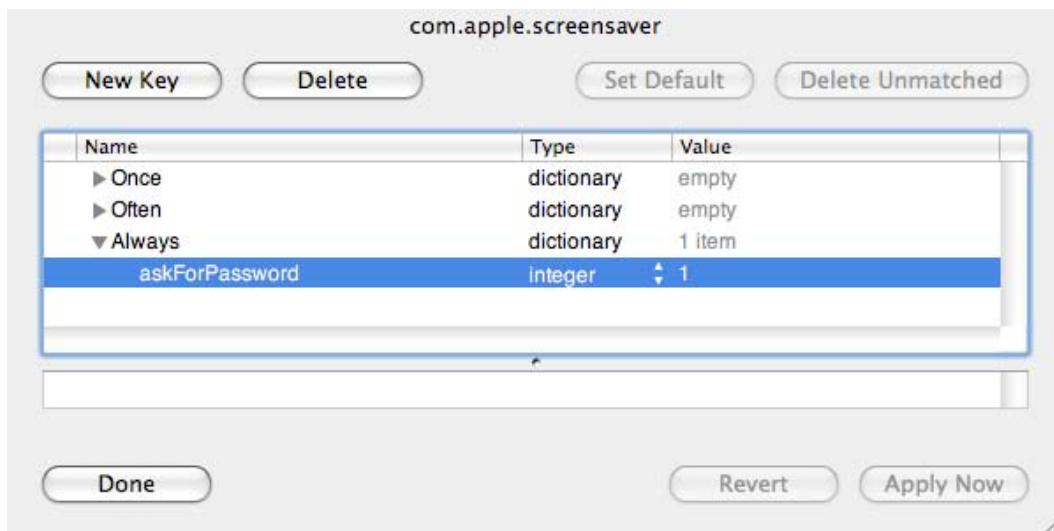 com.apple.screensaver
New Key Delete Set Default Delete Unmatched
Name Type Value
Once dictionary empty
Often dictionary empty
Always dictionary 1 item
askForPassword integer 1
Done Revert Apply Now